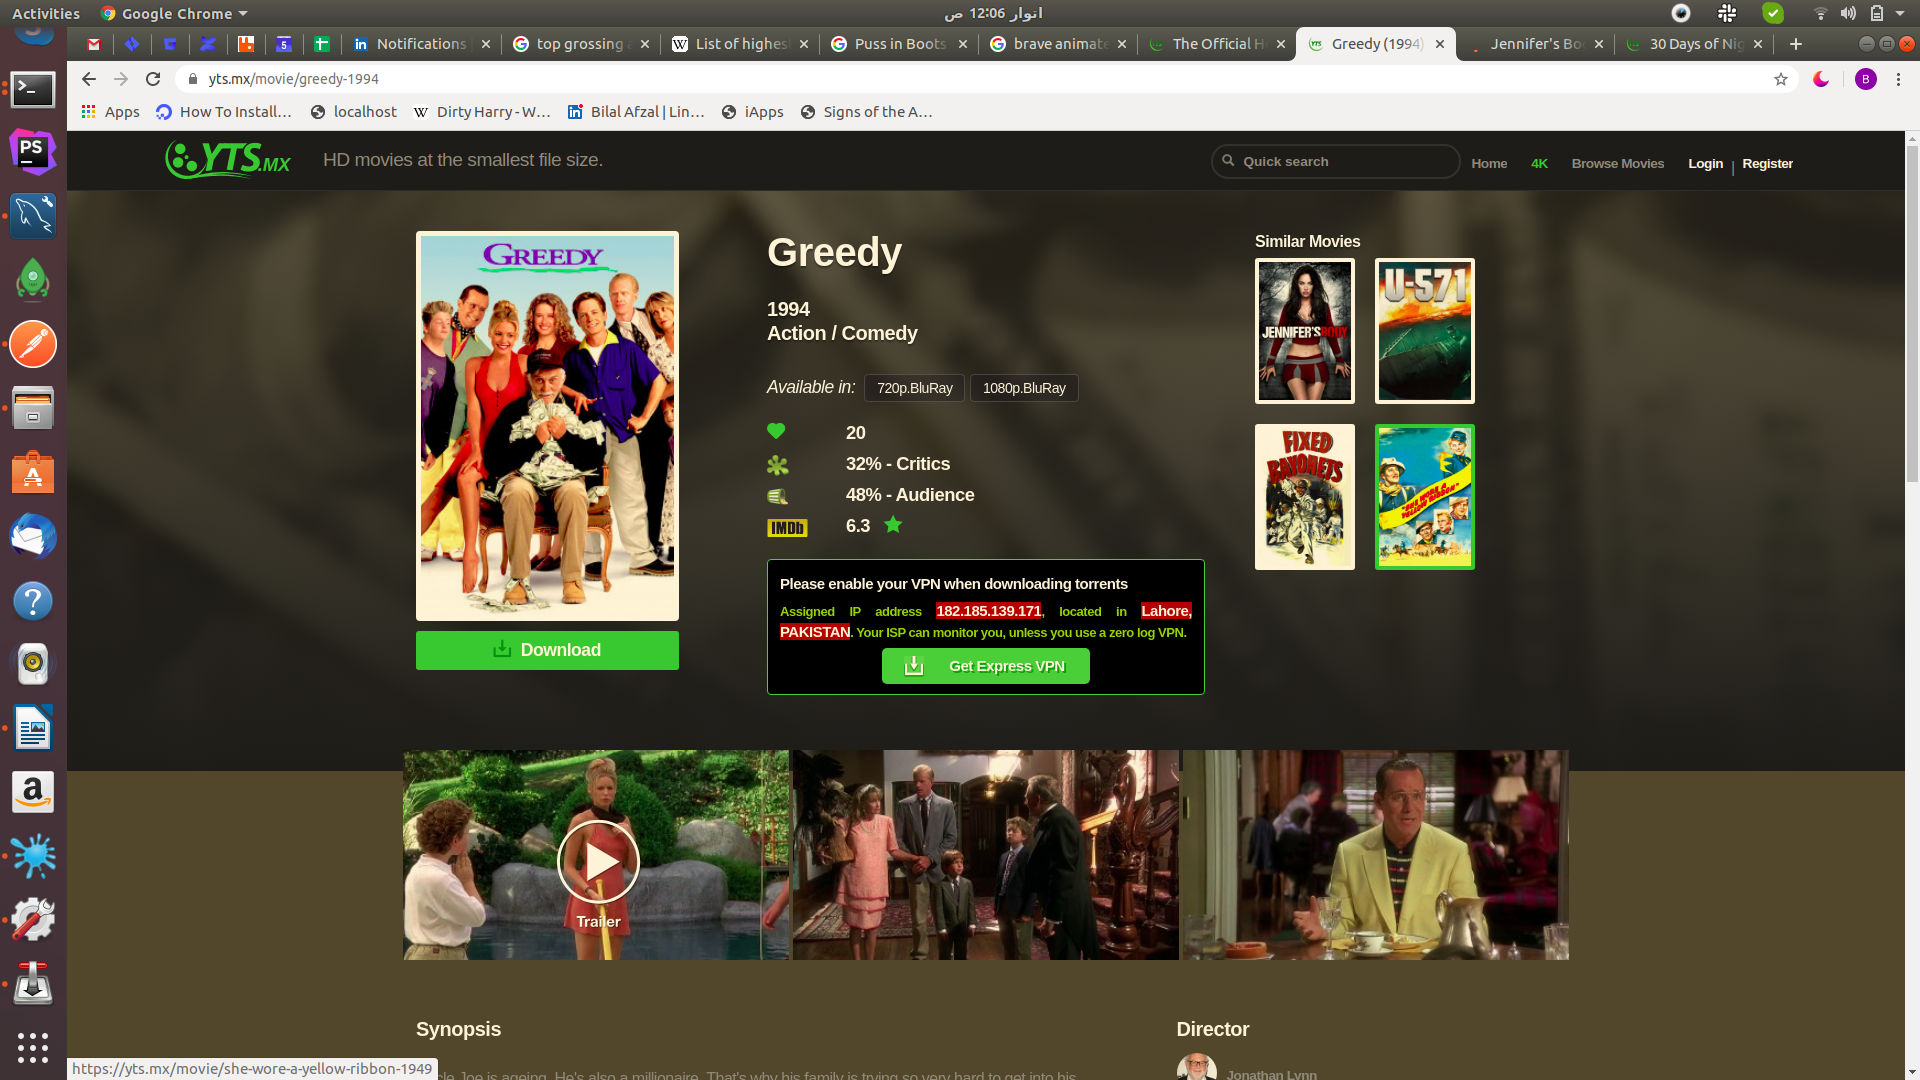 Activities
Google Chrome
انوار 12:06 ص
Notifications
top grossing
List of highes
Puss in Boots
brave animate
The Official H
Greedy (1994)
Jennifer's Bo
30 Days of Nig
yts.mx/movie/greedy-1994
B
Apps
How To Install...
localhost
Dirty Harry - W...
Bilal Afzal | Lin...
iApps
Signs of the A...
YTS.MX
HD movies at the smallest file size.
Quick search
Home
4K
Browse Movies
Login | Register
GREEDY
Greedy
1994
Action / Comedy
Available in: 720p.BluRay 1080p.BluRay
20
32% - Critics
48% - Audience
IMDb 6.3
Please enable your VPN when downloading torrents
Assigned IP address 182.185.139.171, located in Lahore,
PAKISTAN. Your ISP can monitor you, unless you use a zero log VPN.
Get Express VPN
Download
Similar Movies
JENNIFER'S BODY
U-571
FIXED
BAYONETS
"SHE WORE A
YELLOW RIBBON"
Trailer
Synopsis
Director
cle Joe is ageing. He's also a millionaire. That's why his family is trying so very hard to get into his
Jonathan Lynn
https://yts.mx/movie/she-wore-a-yellow-ribbon-1949
PS